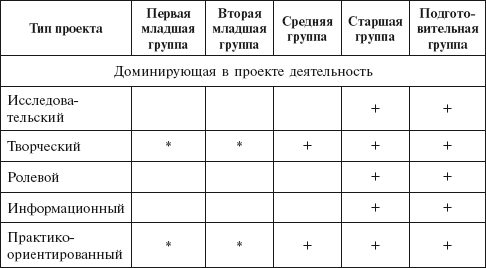 Тип проекта
Первая
младшая
группа
Вторая
младшая
группа
Средняя
группа
Старшая
группа
Подгото-
вительная
группа
Доминирующая в проекте деятельность
Исследова-
тельский
+ +
Творческий * * + + +
Ролевой + +
Информационный + +
Практико-
ориентированный * * + + +